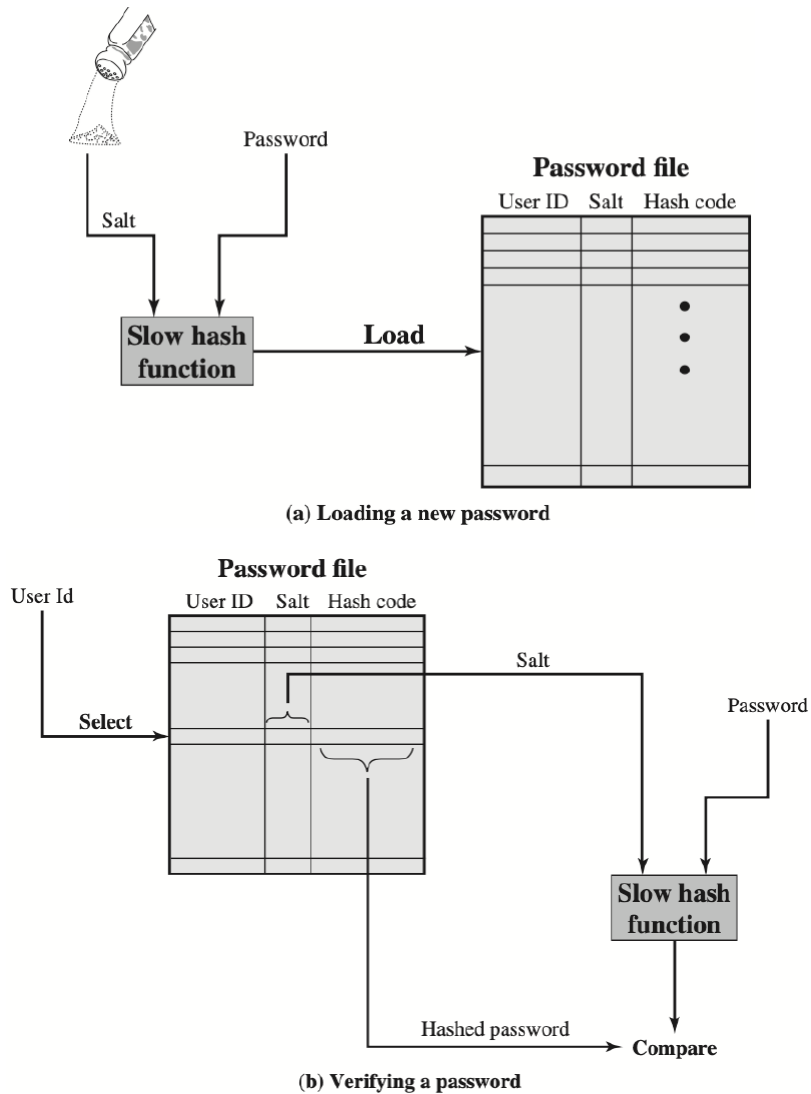 Password
Salt
Password file
User ID Salt Hash code
Slow hash
function
Load
(a) Loading a new password
Password file
User Id
User ID Salt Hash code
Salt
Select
Password
Slow hash
function
Hashed password
Compare
(b) Verifying a password